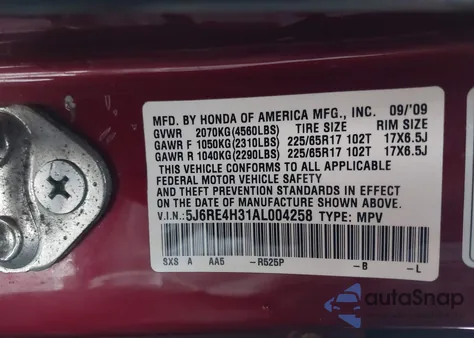 MFD. BY HONDA OF AMERICA MFG., INC. 09/'09
GVWR 2070KG(4560LBS) TIRE SIZE RIM SIZE
GAWR F 1050KG(2310LBS) 225/65R17 102T 17X6.5J
GAWR R 1040KG(2290LBS) 225/65R17 102T 17X6.5J
THIS VEHICLE CONFORMS TO ALL APPLICABLE
FEDERAL MOTOR VEHICLE SAFETY STANDARDS IN EFFECT
ON THE DATE OF MANUFACTURE SHOWN ABOVE.
V.I.N: 5J6RE4H31AL004258 TYPE: MPV
SXS A AA5 -R525P -B -L
autoSnap